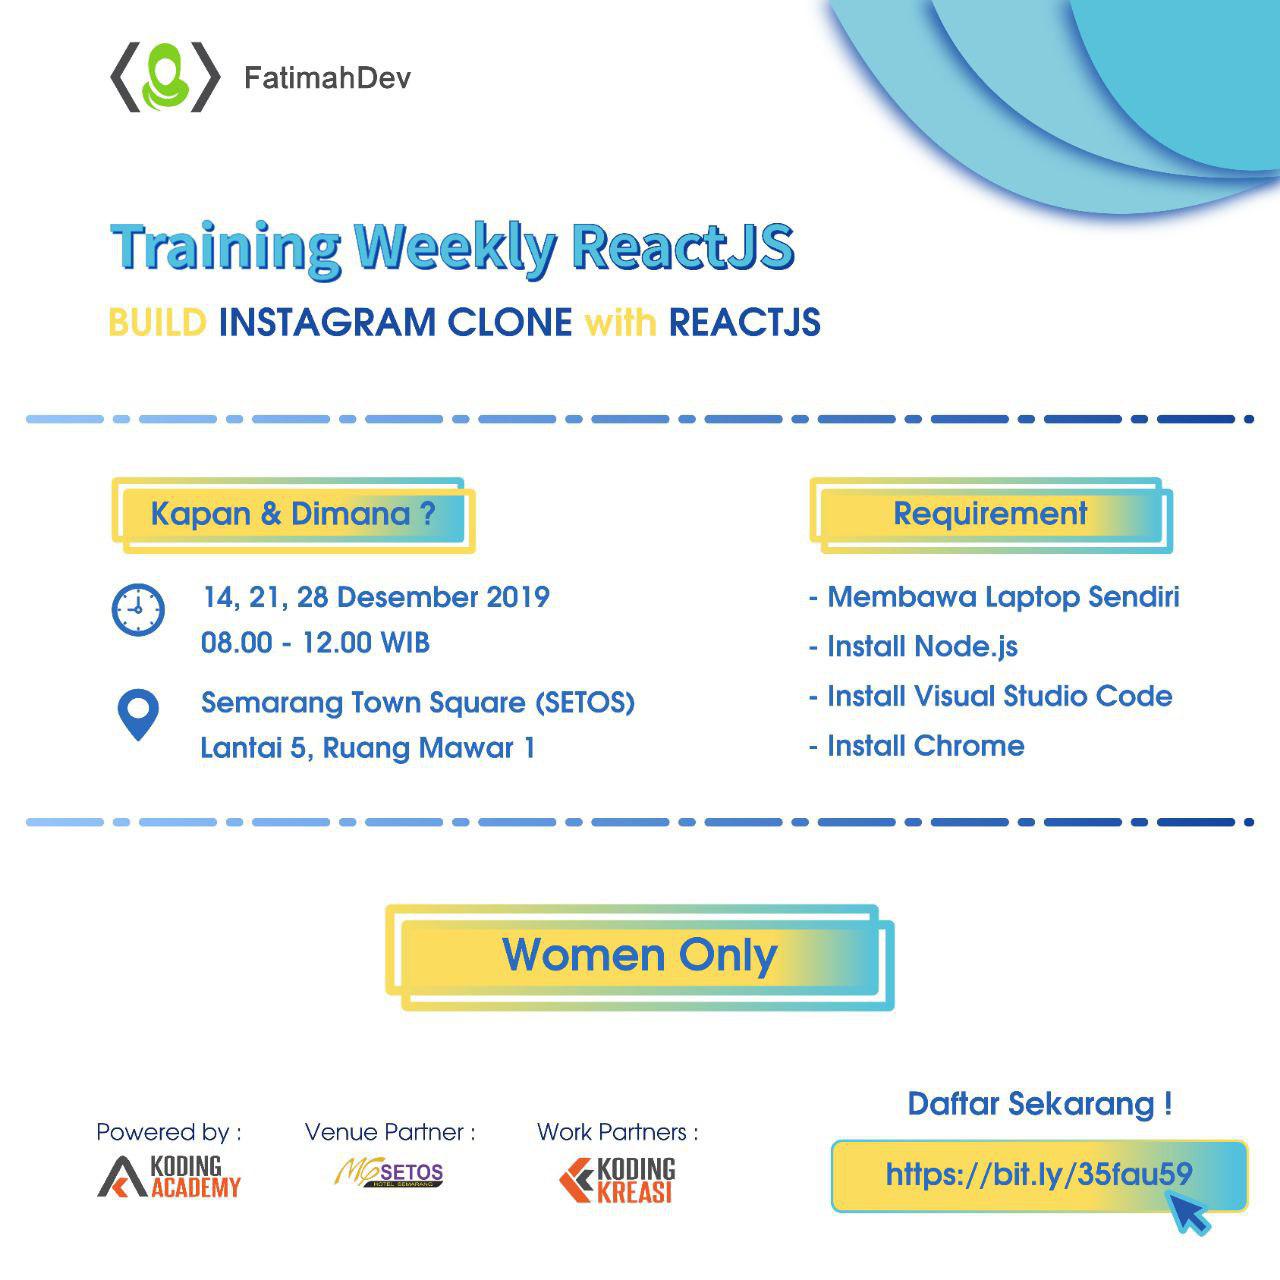 FatimahDev
Training Weekly ReactJS
BUILD INSTAGRAM CLONE with REACTJS
Kapan & Dimana ?
14, 21, 28 Desember 2019
08.00 - 12.00 WIB
Semarang Town Square (SETOS)
Lantai 5, Ruang Mawar 1
Requirement
- Membawa Laptop Sendiri
- Install Node.js
- Install Visual Studio Code
- Install Chrome
Women Only
Powered by :
KODING
ACADEMY
Venue Partner :
MG SETOS
HOTEL SEMARANG
Work Partners :
KODING
KREASI
Daftar Sekarang !
https://bit.ly/35fau59